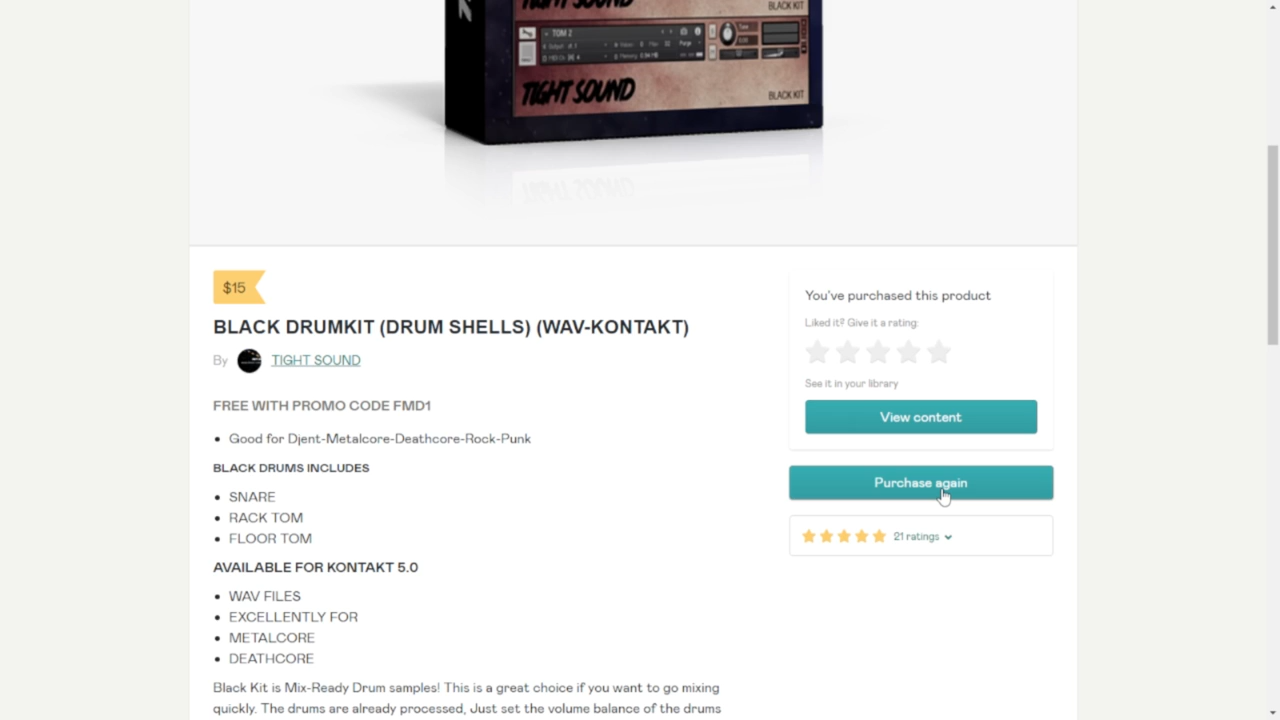 TIGHT SOUND
BLACK KIT
TOM 2
Purge
Tune
TIGHT SOUND
BLACK KIT
$15
BLACK DRUMKIT (DRUM SHELLS) (WAV-KONTAKT)
By TIGHT SOUND
FREE WITH PROMO CODE FMD1
• Good for Djent-Metalcore-Deathcore-Rock-Punk
BLACK DRUMS INCLUDES
• SNARE
• RACK TOM
• FLOOR TOM
AVAILABLE FOR KONTAKT 5.0
• WAV FILES
• EXCELLENTLY FOR
• METALCORE
• DEATHCORE
Black Kit is Mix-Ready Drum samples! This is a great choice if you want to go mixing
quickly. The drums are already processed, Just set the volume balance of the drums
You've purchased this product
Liked it? Give it a rating:
See it in your library
View content
Purchase again
21 ratings